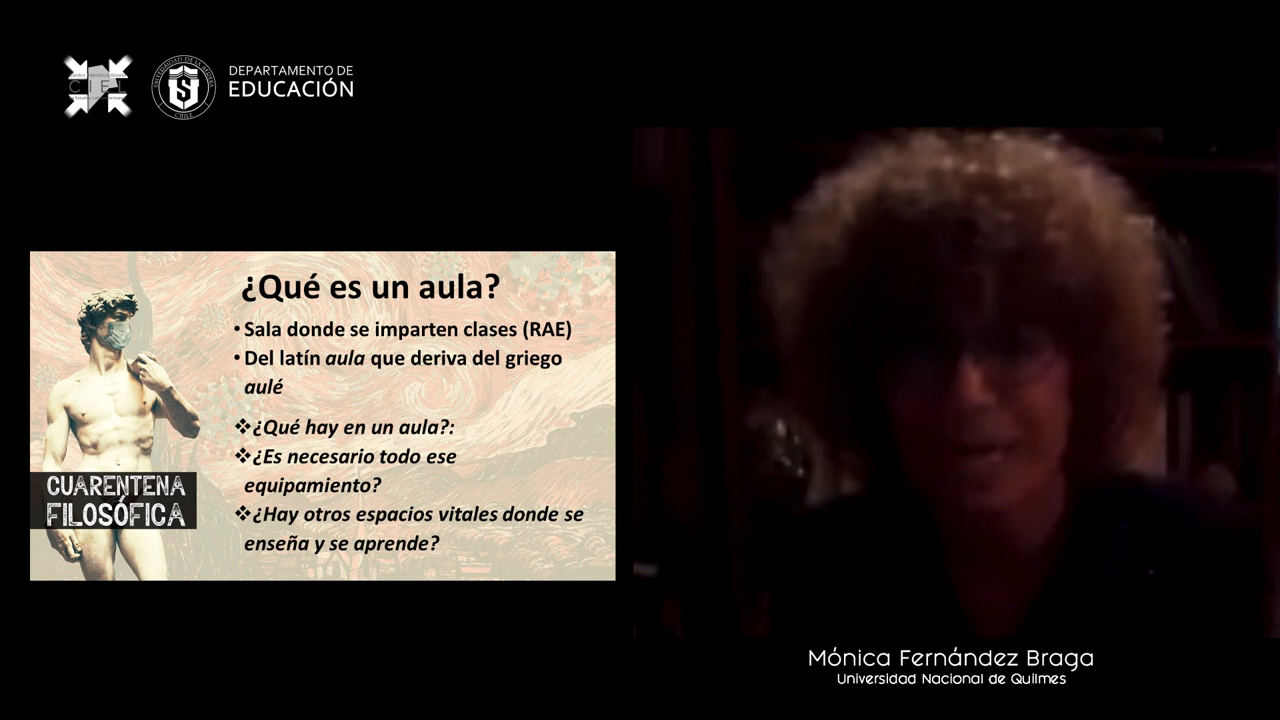 CIEL
DEPARTAMENTO DE
EDUCACIÓN
¿Qué es un aula?
• Sala donde se imparten clases (RAE)
• Del latín aula que deriva del griego
aulé
❖¿Qué hay en un aula?:
❖¿Es necesario todo ese
equipamiento?
❖¿Hay otros espacios vitales donde se
enseña y se aprende?
CUARENTENA
FILOSÓFICA
Mónica Fernández Braga
Universidad Nacional de Quilmes